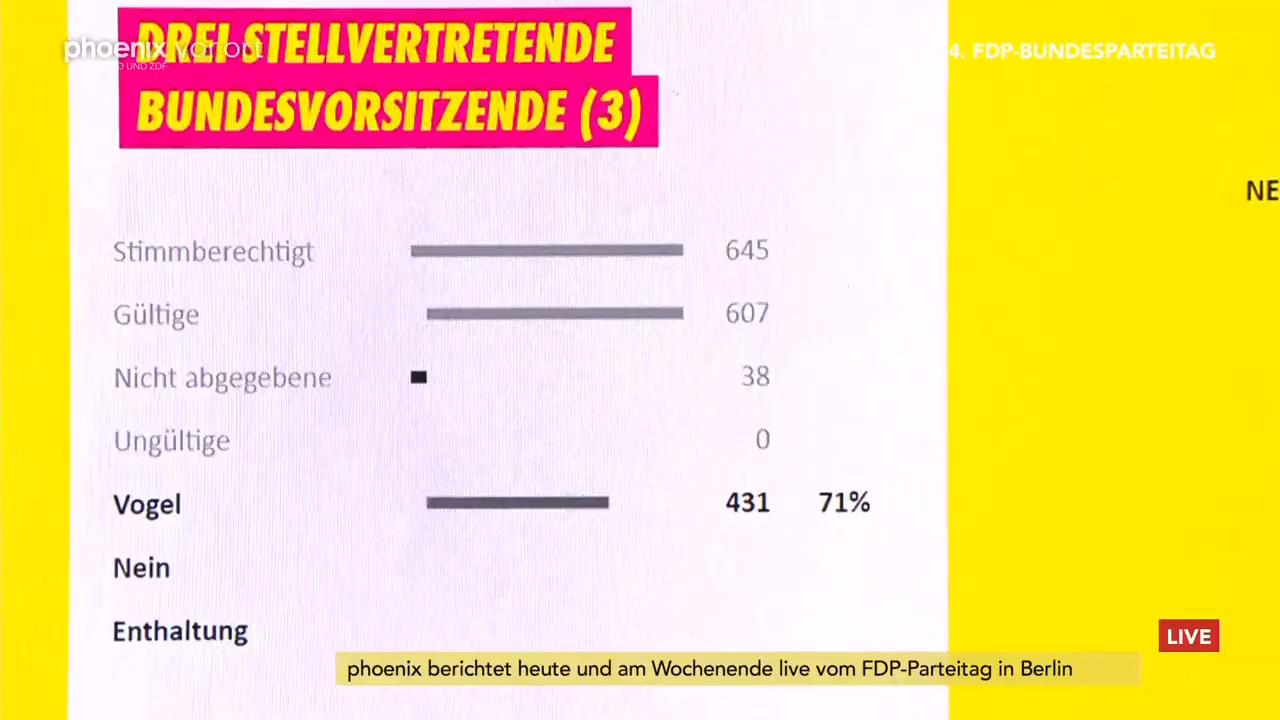 phoenix vor ort
DREI STELLVERTRETENDE
4. FDP-BUNDESPARTEITAG
D UND ZDF
BUNDESVORSITZENDE (3)
NE
Stimmberechtigt 645
Gültige 607
Nicht abgegebene 38
Ungültige 0
Vogel 431 71%
Nein
Enthaltung
LIVE
phoenix berichtet heute und am Wochenende live vom FDP-Parteitag in Berlin